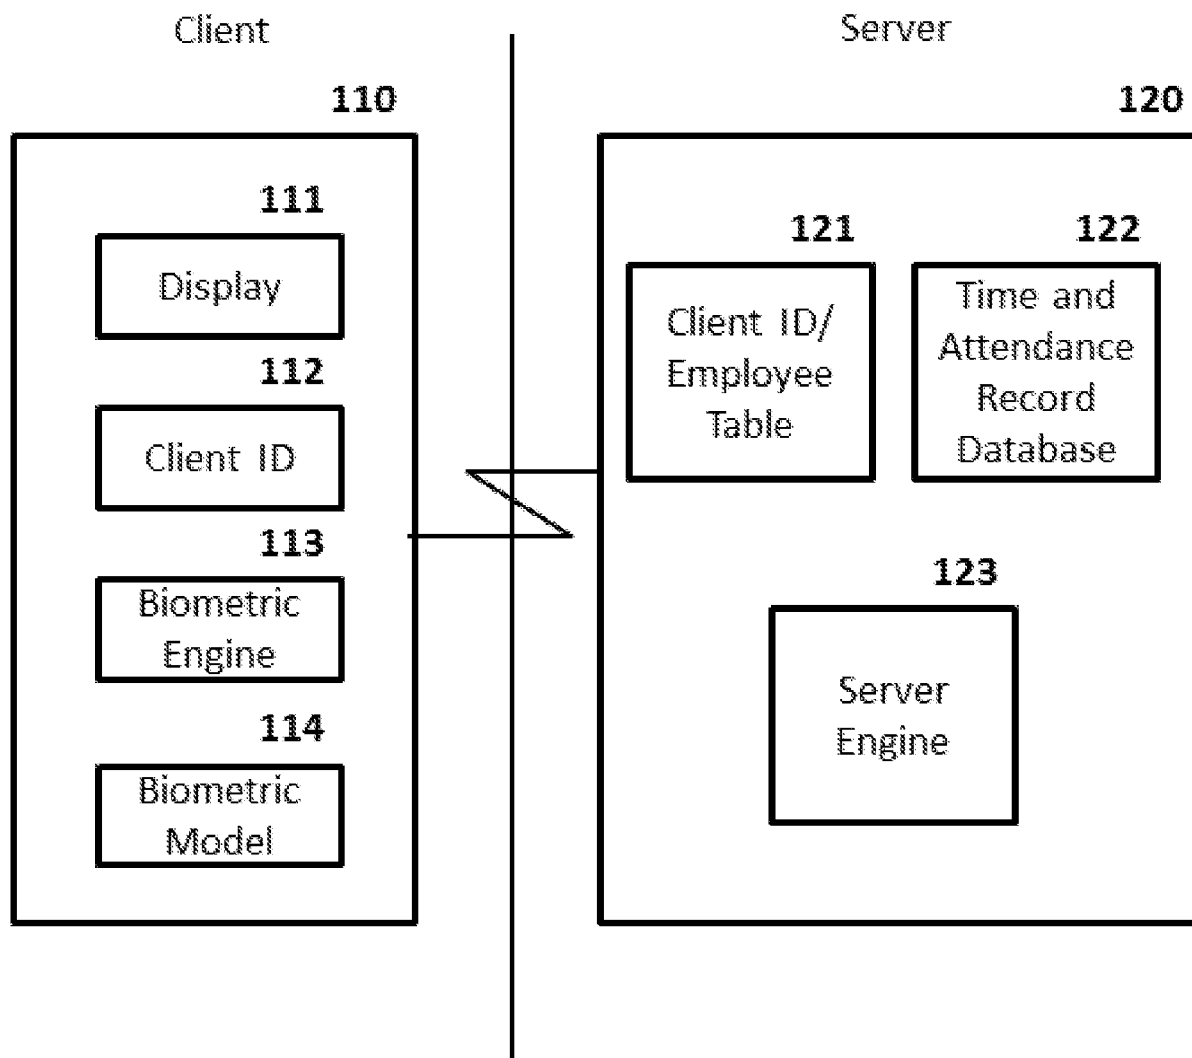 Client
Server
110
120
111
Display
112
Client ID
113
Biometric
Engine
114
Biometric
Model
121
Client ID/
Employee
Table
122
Time and
Attendance
Record
Database
123
Server
Engine